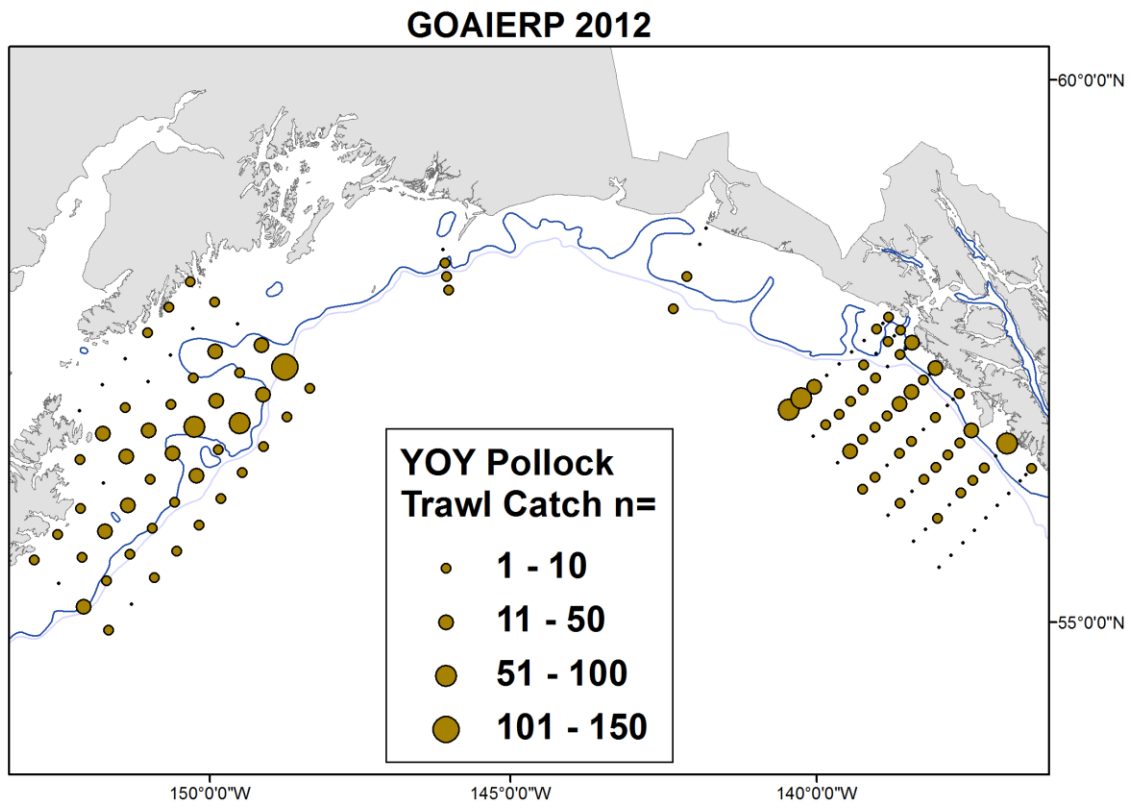 GOAIERP 2012
60°0'0"N
YOY Pollock
Trawl Catch n=
1 - 10
11 - 50
51 - 100
101 - 150
55°0'0"N
150°0'0"W
145°0'0"W
140°0'0"W